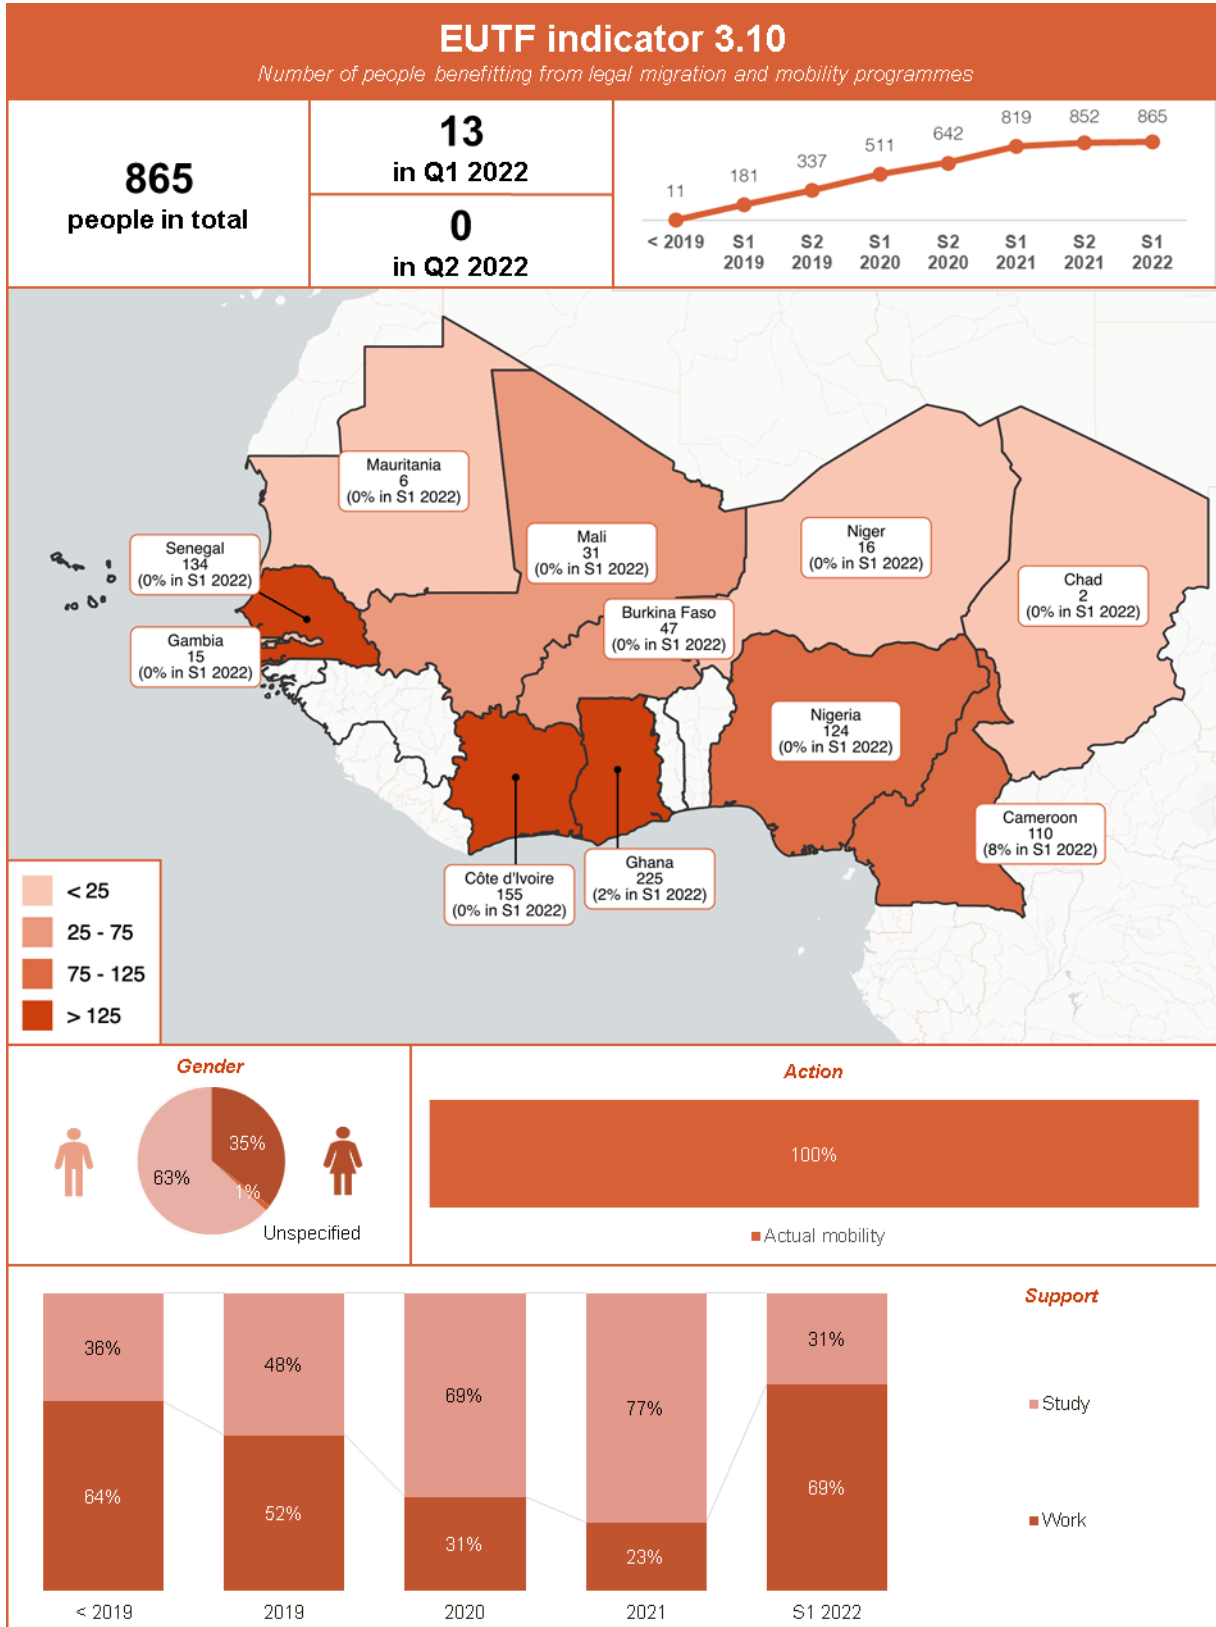 EUTF indicator 3.10
Number of people benefitting from legal migration and mobility programmes
865
people in total
13
in Q1 2022
0
in Q2 2022
11
181
337
511
642
819
852
865
< 2019
S1
2019
S2
2019
S1
2020
S2
2020
S1
2021
S2
2021
S1
2022
Mauritania
6
(0% in S1 2022)
Senegal
134
(0% in S1 2022)
Mali
31
(0% in S1 2022)
Niger
16
(0% in S1 2022)
Chad
2
(0% in S1 2022)
Burkina Faso
47
(0% in S1 2022)
Gambia
15
(0% in S1 2022)
Nigeria
124
(0% in S1 2022)
Cameroon
110
(8% in S1 2022)
Côte d'Ivoire
155
(0% in S1 2022)
Ghana
225
(2% in S1 2022)
< 25
25 - 75
75 - 125
> 125
Gender
35%
63%
1%
Unspecified
Action
100%
Actual mobility
36%
48%
69%
77%
31%
64%
52%
31%
23%
69%
< 2019
2019
2020
2021
S1 2022
Support
Study
Work